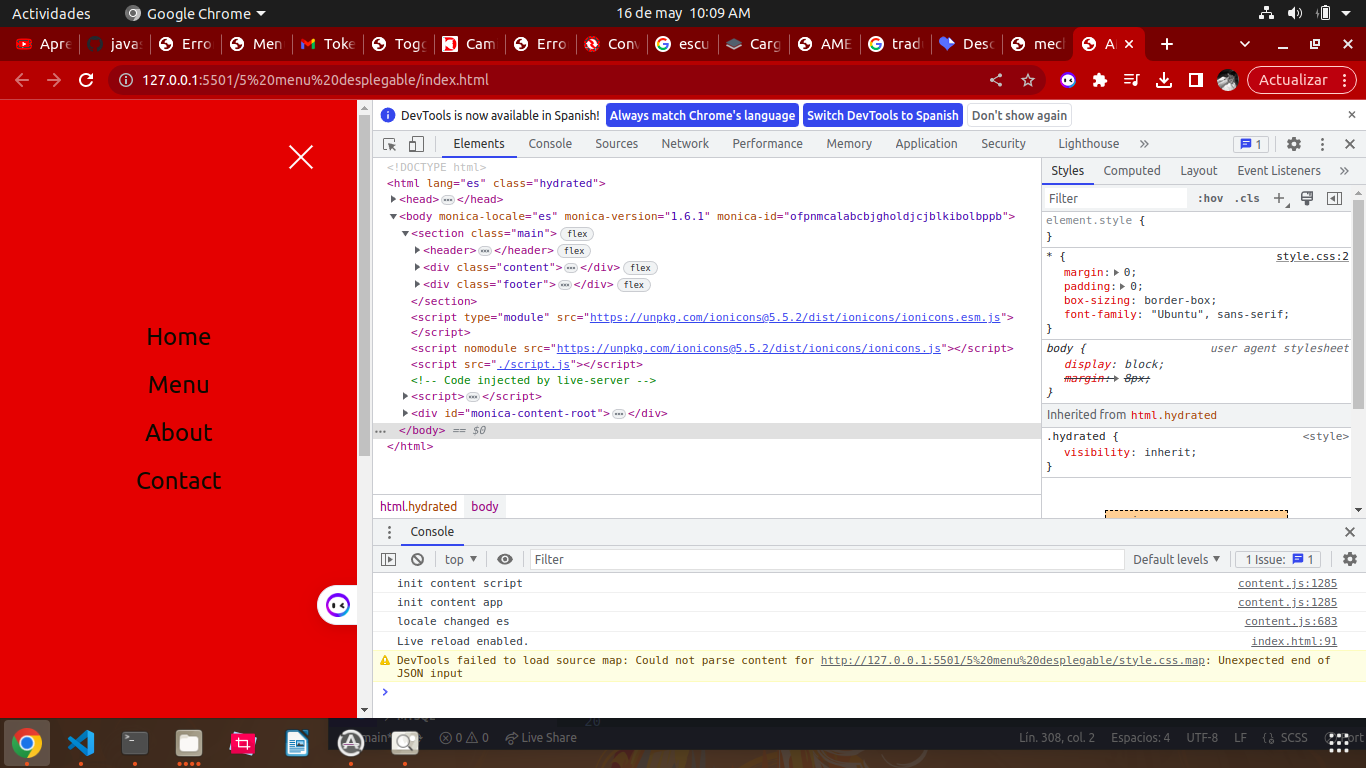 Actividades Google Chrome 16 de may 10:09 AM
Apre javas Erro Men Toke Togg Cam Erro Conv escu Carg AME trad Desc mecl Ar
127.0.0.1:5501/5%20menu%20desplegable/index.html Actualizar
Home
Menu
About
Contact
DevTools is now available in Spanish! Always match Chrome's language Switch DevTools to Spanish Don't show again
Elements Console Sources Network Performance Memory Application Security Lighthouse » 1
<!DOCTYPE html>
<html lang="es" class="hydrated">
<head>…</head>
<body monica-locale="es" monica-version="1.6.1" monica-id="ofpnmcalabcbjgholdjcjblkibolbppb">
<section class="main"> flex
<header>…</header> flex
<div class="content">…</div> flex
<div class="footer">…</div> flex
</section>
<script type="module" src="https://unpkg.com/ionicons@5.5.2/dist/ionicons/ionicons.esm.js">
</script>
<script nomodule src="https://unpkg.com/ionicons@5.5.2/dist/ionicons/ionicons.js"></script>
<script src="./script.js"></script>
<!-- Code injected by live-server -->
<script>…</script>
<div id="monica-content-root">…</div>
… </body> == $0
</html>
html.hydrated body
Styles Computed Layout Event Listeners »
Filter :hov .cls
element.style {
}
* { style.css:2
margin: 0;
padding: 0;
box-sizing: border-box;
font-family: "Ubuntu", sans-serif;
}
body { user agent stylesheet
display: block;
margin: 8px;
}
Inherited from html.hydrated
.hydrated { <style>
visibility: inherit;
}
Console
top Filter Default levels 1 Issue: 1
init content script content.js:1285
init content app content.js:1285
locale changed es content.js:683
Live reload enabled. index.html:91
DevTools failed to load source map: Could not parse content for http://127.0.0.1:5501/5%20menu%20desplegable/style.css.map: Unexpected end of
JSON input
20
main* 0 0 Live Share Lín. 308, col. 2 Espacios: 4 UTF-8 LF SCSS